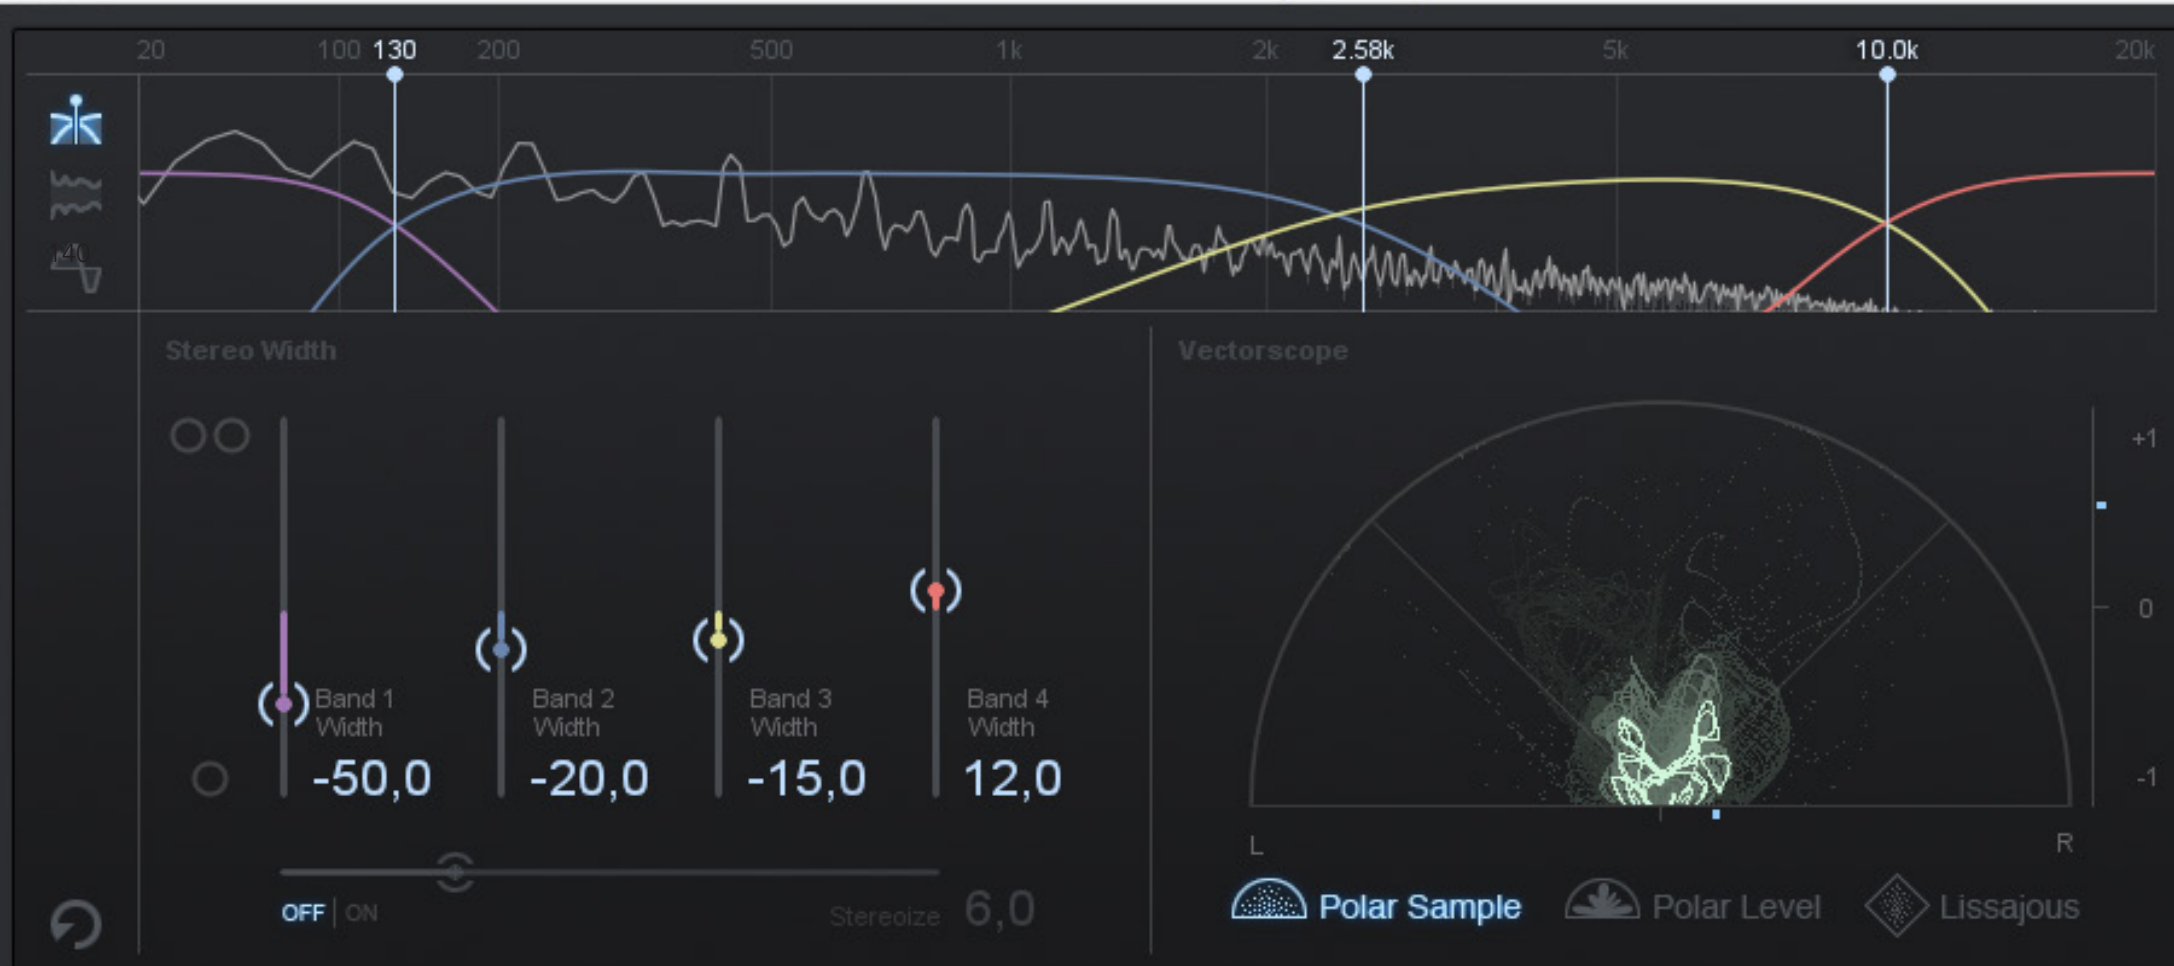 20 100 130 200 500 1k 2k 2.58k 5k 10.0k 20k
140
Stereo Width
Vectorscope
+1
0
-1
Band 1
Width
-50,0
Band 2
Width
-20,0
Band 3
Width
-15,0
Band 4
Width
12,0
L R
OFF | ON
Stereoize 6,0
Polar Sample Polar Level Lissajous